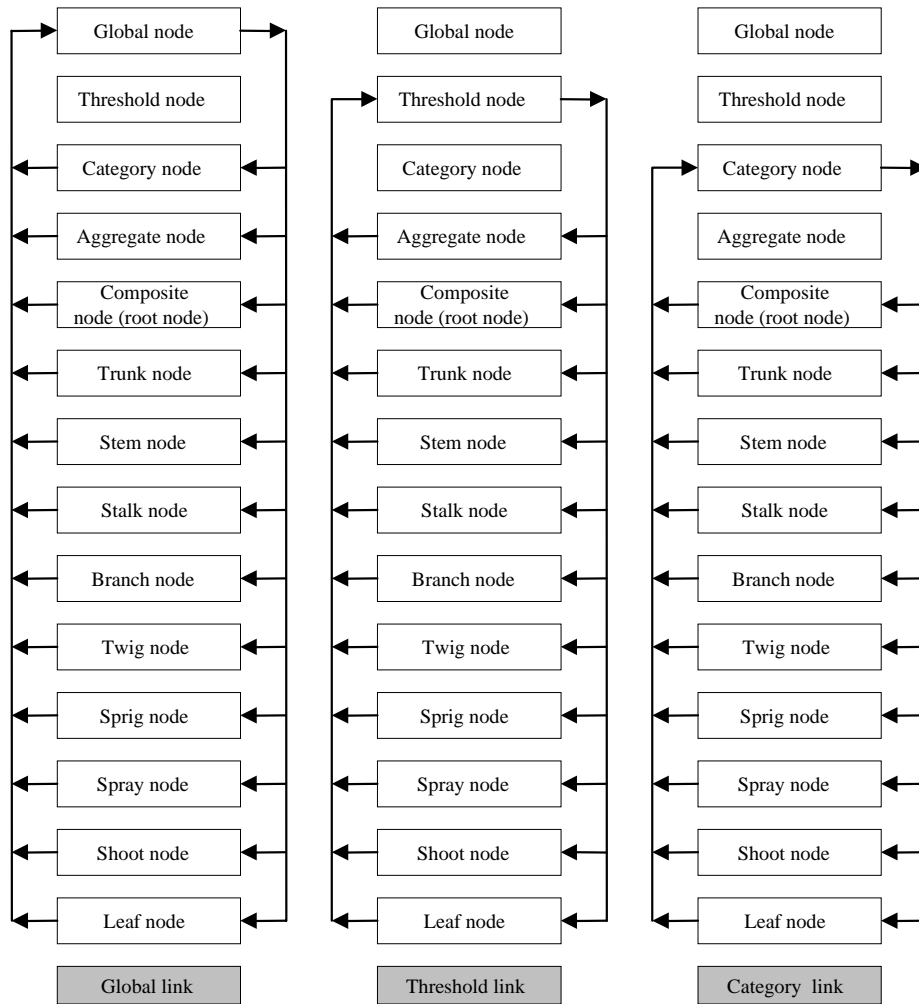 Global node
Threshold node
Category node
Aggregate node
Composite
node (root node)
Trunk node
Stem node
Stalk node
Branch node
Twig node
Sprig node
Spray node
Shoot node
Leaf node
Global link
Global node
Threshold node
Category node
Aggregate node
Composite
node (root node)
Trunk node
Stem node
Stalk node
Branch node
Twig node
Sprig node
Spray node
Shoot node
Leaf node
Threshold link
Global node
Threshold node
Category node
Aggregate node
Composite
node (root node)
Trunk node
Stem node
Stalk node
Branch node
Twig node
Sprig node
Spray node
Shoot node
Leaf node
Category link